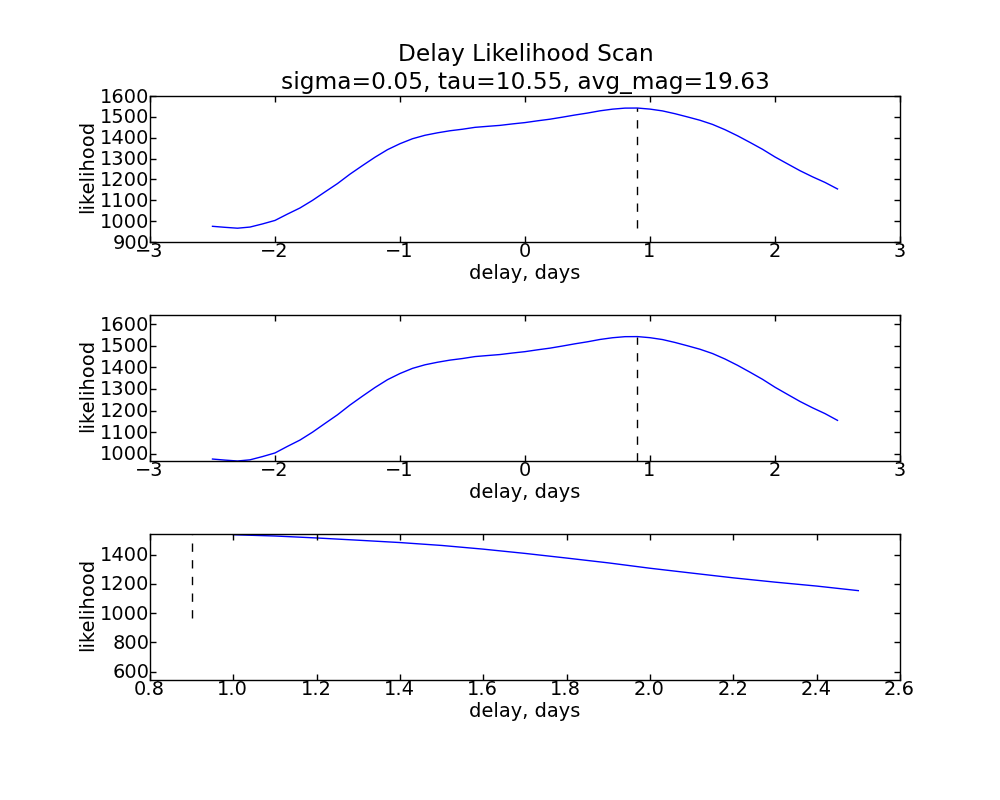 Delay Likelihood Scan
sigma=0.05, tau=10.55, avg_mag=19.63
1600
1500
1400
1300
1200
1100
1000
900
likelihood
−3 −2 −1 0 1 2 3
delay, days
1600
1500
1400
1300
1200
1100
1000
likelihood
−3 −2 −1 0 1 2 3
delay, days
1400
1200
1000
800
600
likelihood
0.8 1.0 1.2 1.4 1.6 1.8 2.0 2.2 2.4 2.6
delay, days